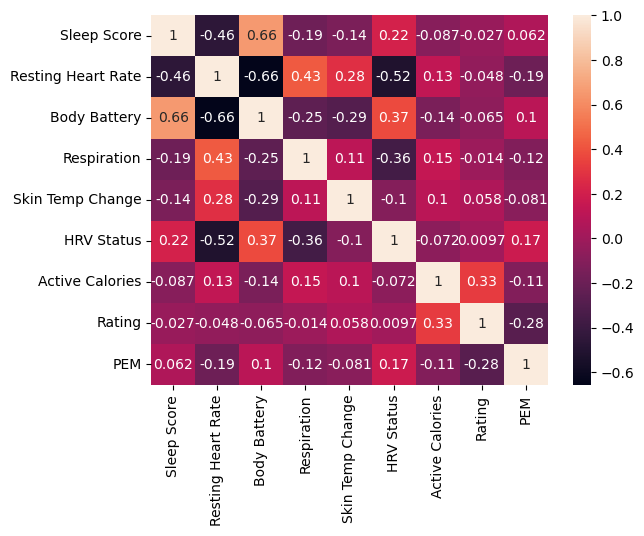 Sleep Score 1 -0.46 0.66 -0.19 -0.14 0.22 -0.087 -0.027 0.062
Resting Heart Rate -0.46 1 -0.66 0.43 0.28 -0.52 0.13 -0.048 -0.19
Body Battery 0.66 -0.66 1 -0.25 -0.29 0.37 -0.14 -0.065 0.1
Respiration -0.19 0.43 -0.25 1 0.11 -0.36 0.15 -0.014 -0.12
Skin Temp Change -0.14 0.28 -0.29 0.11 1 -0.1 0.1 0.058 -0.081
HRV Status 0.22 -0.52 0.37 -0.36 -0.1 1 -0.072 0.0097 0.17
Active Calories -0.087 0.13 -0.14 0.15 0.1 -0.072 1 0.33 -0.11
Rating -0.027 -0.048 -0.065 -0.014 0.058 0.0097 0.33 1 -0.28
PEM 0.062 -0.19 0.1 -0.12 -0.081 0.17 -0.11 -0.28 1
Sleep Score
Resting Heart Rate
Body Battery
Respiration
Skin Temp Change
HRV Status
Active Calories
Rating
PEM
1.0
0.8
0.6
0.4
0.2
0.0
−0.2
−0.4
−0.6